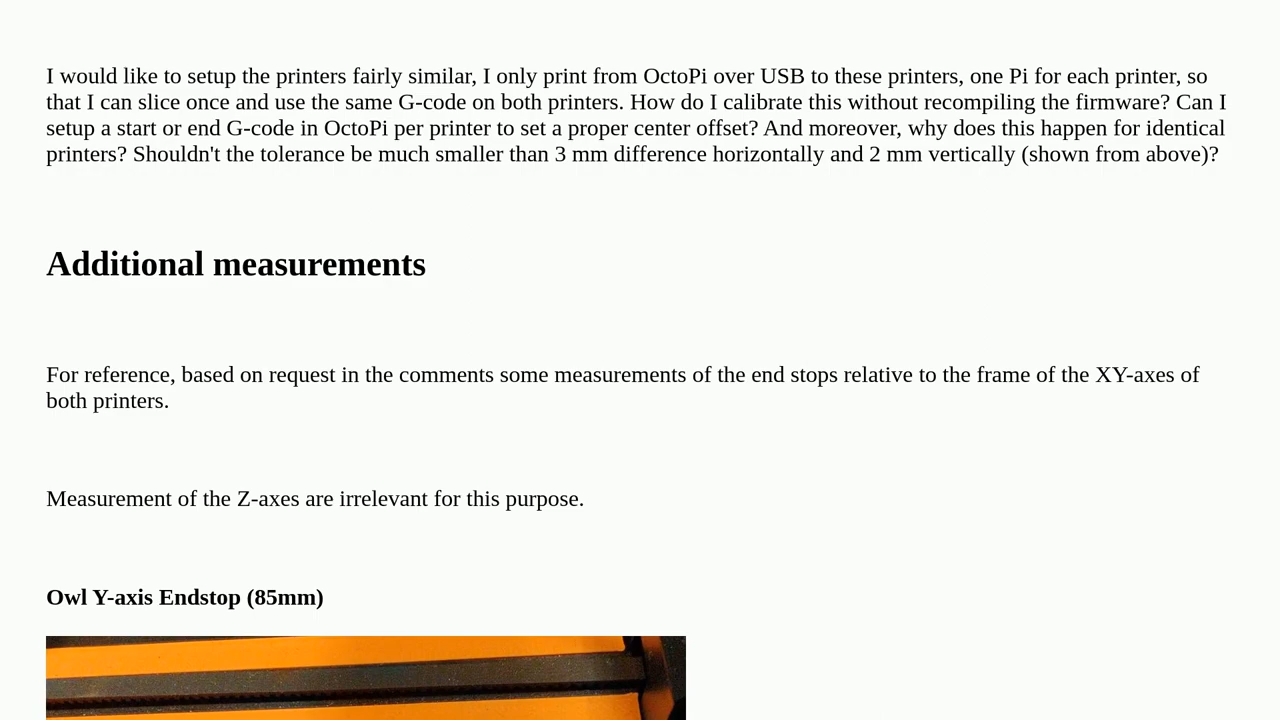 I would like to setup the printers fairly similar, I only print from OctoPi over USB to these printers, one Pi for each printer, so
that I can slice once and use the same G-code on both printers. How do I calibrate this without recompiling the firmware? Can I
setup a start or end G-code in OctoPi per printer to set a proper center offset? And moreover, why does this happen for identical
printers? Shouldn't the tolerance be much smaller than 3 mm difference horizontally and 2 mm vertically (shown from above)?
Additional measurements
For reference, based on request in the comments some measurements of the end stops relative to the frame of the XY-axes of
both printers.
Measurement of the Z-axes are irrelevant for this purpose.
Owl Y-axis Endstop (85mm)